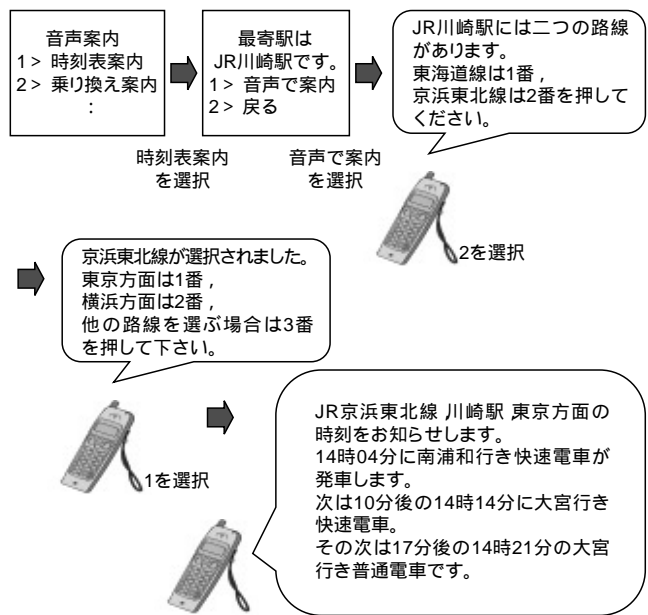 音声案内
1> 時刻表案内
2> 乗り換え案内
:
最寄駅は
JR川崎駅です。
1> 音声で案内
2> 戻る
JR川崎駅には二つの路線
があります。
東海道線は1番,
京浜東北線は2番を押して
ください。
時刻表案内
を選択
音声で案内
を選択
2を選択
京浜東北線が選択されました。
東京方面は1番,
横浜方面は2番,
他の路線を選ぶ場合は3番
を押して下さい。
1を選択
JR京浜東北線 川崎駅 東京方面の
時刻をお知らせします。
14時04分に南浦和行き快速電車が
発車します。
次は10分後の14時14分に大宮行き
快速電車。
その次は17分後の14時21分の大宮
行き普通電車です。